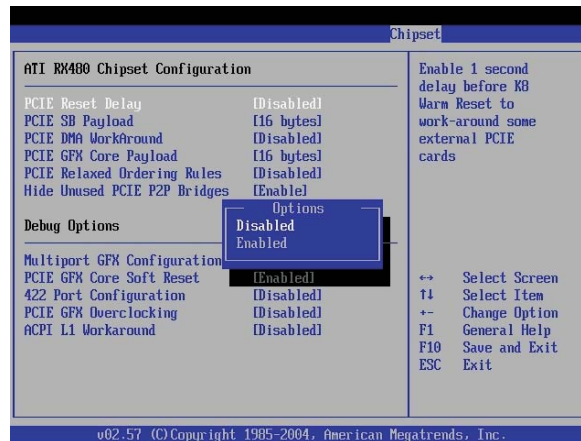 Chipset
ATI RX480 Chipset Configuration
PCIE Reset Delay [Disabled]
PCIE SB Payload [16 bytes]
PCIE DMA WorkAround [Disabled]
PCIE GFX Core Payload [16 bytes]
PCIE Relaxed Ordering Rules [Disabled]
Hide Unused PCIE P2P Bridges [Enable]
Debug Options
Multiport GFX Configuration
PCIE GFX Core Soft Reset [Enabled]
422 Port Configuration [Disabled]
PCIE GFX Overclocking [Disabled]
ACPI L1 Workaround [Disabled]
Options
Disabled
Enabled
Enable 1 second
delay before K8
Warm Reset to
work-around some
external PCIE
cards
↔ Select Screen
↑↓ Select Item
+- Change Option
F1 General Help
F10 Save and Exit
ESC Exit
v02.57 (C)Copyright 1985-2004, American Megatrends, Inc.